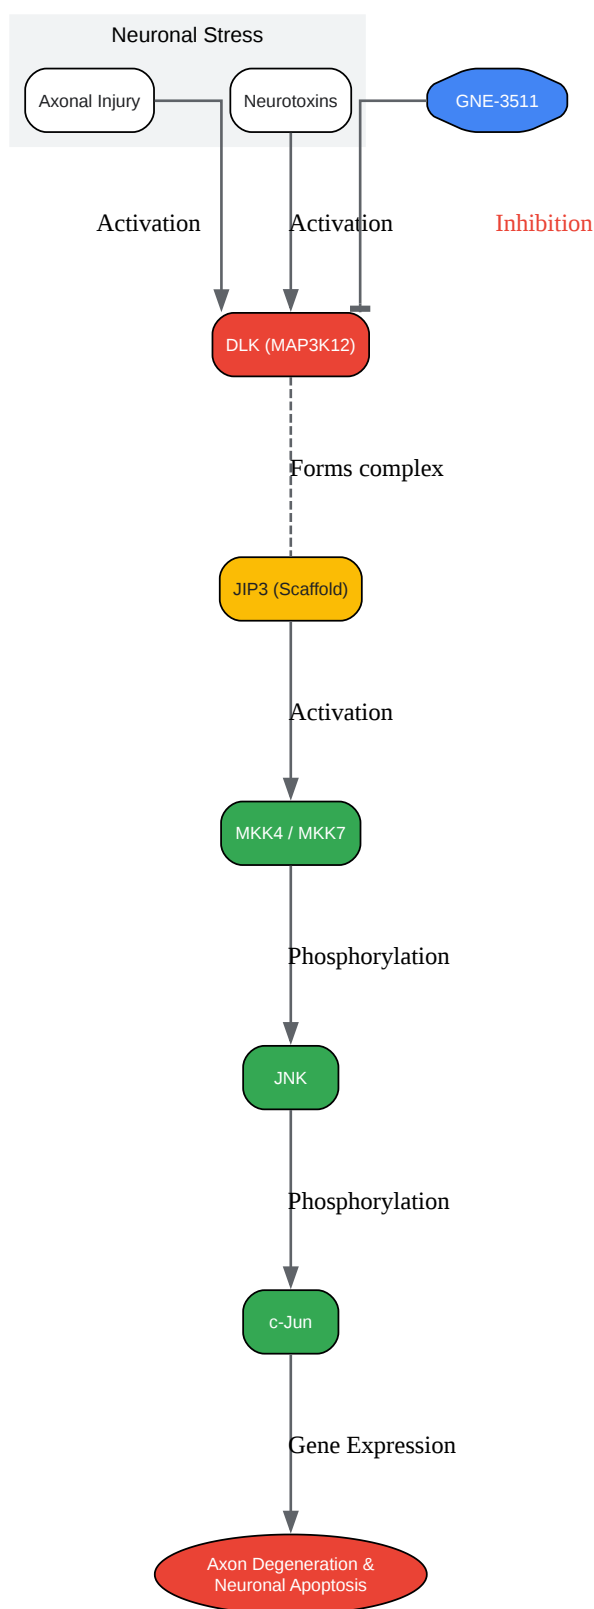 Neuronal Stress
Axonal Injury
Neurotoxins
GNE-3511
Activation
Activation
Inhibition
DLK (MAP3K12)
Forms complex
JIP3 (Scaffold)
Activation
MKK4 / MKK7
Phosphorylation
JNK
Phosphorylation
c-Jun
Gene Expression
Axon Degeneration &
Neuronal Apoptosis